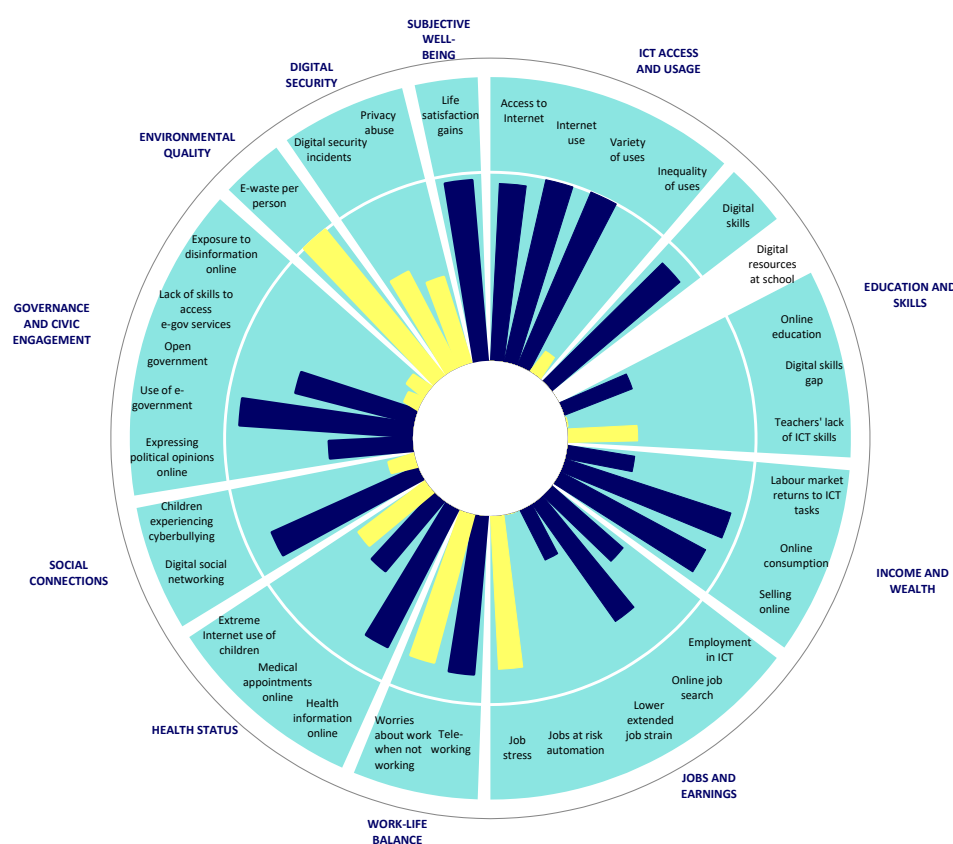 SUBJECTIVE
WELL-
BEING
ICT ACCESS
AND USAGE
DIGITAL
SECURITY
ENVIRONMENTAL
QUALITY
GOVERNANCE
AND CIVIC
ENGAGEMENT
EDUCATION AND
SKILLS
SOCIAL
CONNECTIONS
INCOME AND
WEALTH
HEALTH STATUS
JOBS AND
EARNINGS
WORK-LIFE
BALANCE
Life
satisfaction
gains
Access to
Internet
Internet
use
Variety
of uses
Inequality
of uses
Digital
skills
Digital
resources
at school
Online
education
Digital skills
gap
Teachers' lack
of ICT skills
Labour market
returns to ICT
tasks
Online
consumption
Selling
online
Employment
in ICT
Online job
search
Lower
extended
job strain
Jobs at risk
automation
Job
stress
Tele-
working
Worries
about work
when not
working
Health
information
online
Medical
appointments
online
Extreme
Internet use of
children
Digital social
networking
Children
experiencing
cyberbullying
Expressing
political opinions
online
Use of e-
government
Open
government
Lack of skills to
access
e-gov services
Exposure to
disinformation
online
E-waste per
person
Digital security
incidents
Privacy
abuse